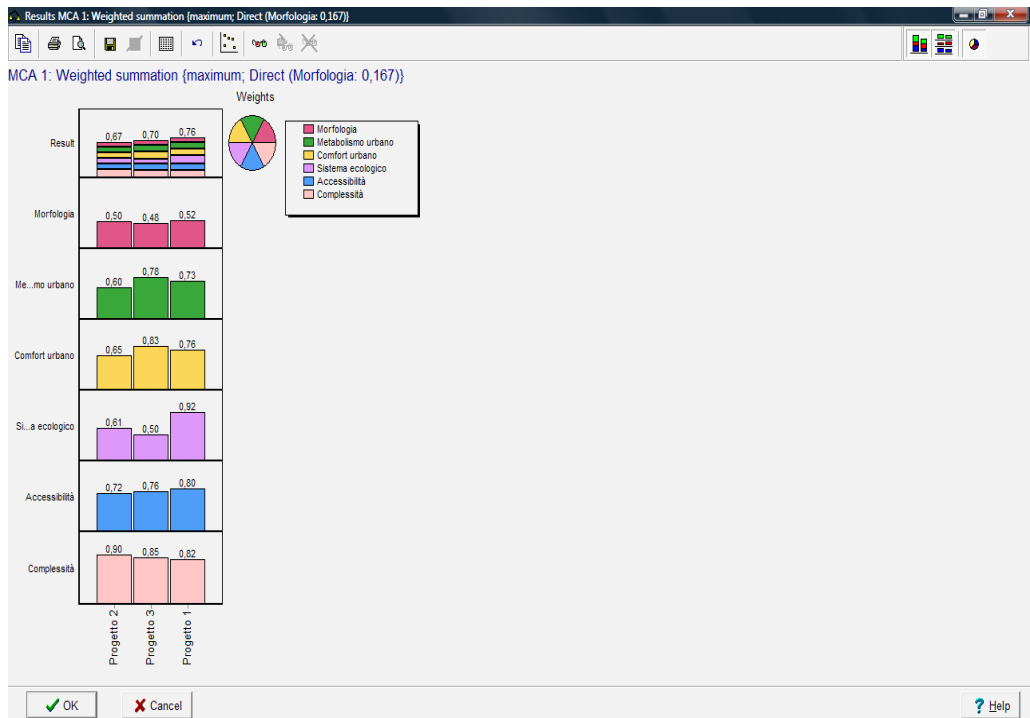 Results MCA 1: Weighted summation {maximum; Direct (Morfologia: 0,167)}
MCA 1: Weighted summation {maximum; Direct (Morfologia: 0,167)}
Weights
Morfologia
Metabolismo urbano
Comfort urbano
Sistema ecologico
Accessibilità
Complessità
Result 0,67 0,70 0,76
Morfologia 0,50 0,48 0,52
Me...mo urbano 0,60 0,78 0,73
Comfort urbano 0,65 0,83 0,76
Si...a ecologico 0,61 0,50 0,92
Accessibilità 0,72 0,76 0,80
Complessità 0,90 0,85 0,82
Progetto 2
Progetto 3
Progetto 1
OK Cancel ? Help